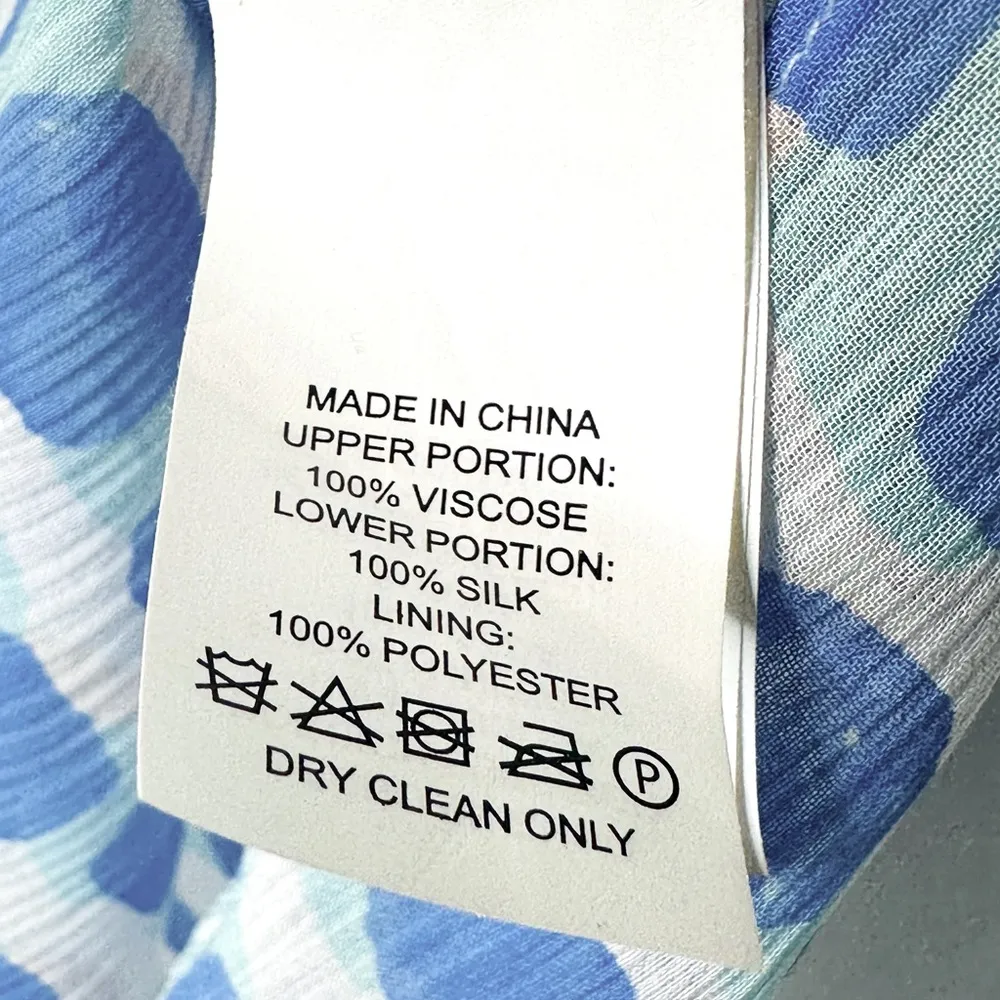 MADE IN CHINA
UPPER PORTION:
100% VISCOSE
LOWER PORTION:
100% SILK
LINING:
100% POLYESTER
P
DRY CLEAN ONLY